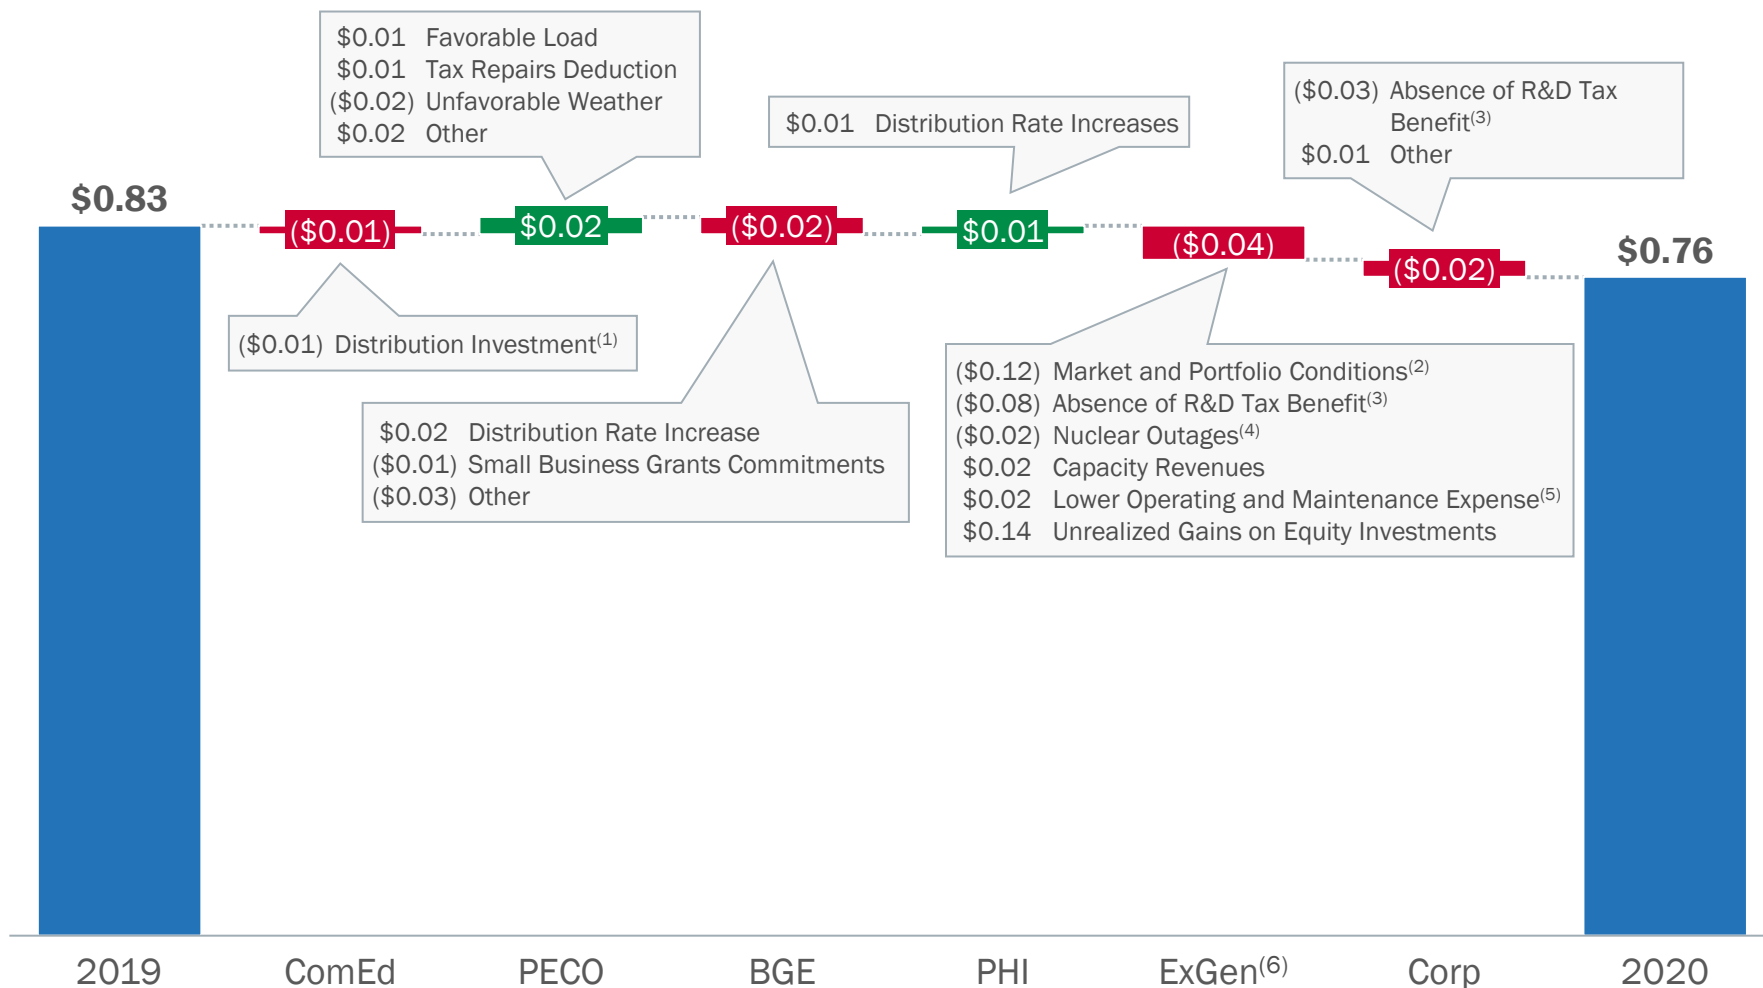 $0.01 Favorable Load
$0.01 Tax Repairs Deduction
($0.02) Unfavorable Weather
$0.02 Other
$0.01 Distribution Rate Increases
($0.03) Absence of R&D Tax
Benefit(3)
$0.01 Other
$0.83
($0.01)
$0.02
($0.02)
$0.01
($0.04)
($0.02)
$0.76
($0.01) Distribution Investment(1)
$0.02 Distribution Rate Increase
($0.01) Small Business Grants Commitments
($0.03) Other
($0.12) Market and Portfolio Conditions(2)
($0.08) Absence of R&D Tax Benefit(3)
($0.02) Nuclear Outages(4)
$0.02 Capacity Revenues
$0.02 Lower Operating and Maintenance Expense(5)
$0.14 Unrealized Gains on Equity Investments
2019 ComEd PECO BGE PHI ExGen(6) Corp 2020